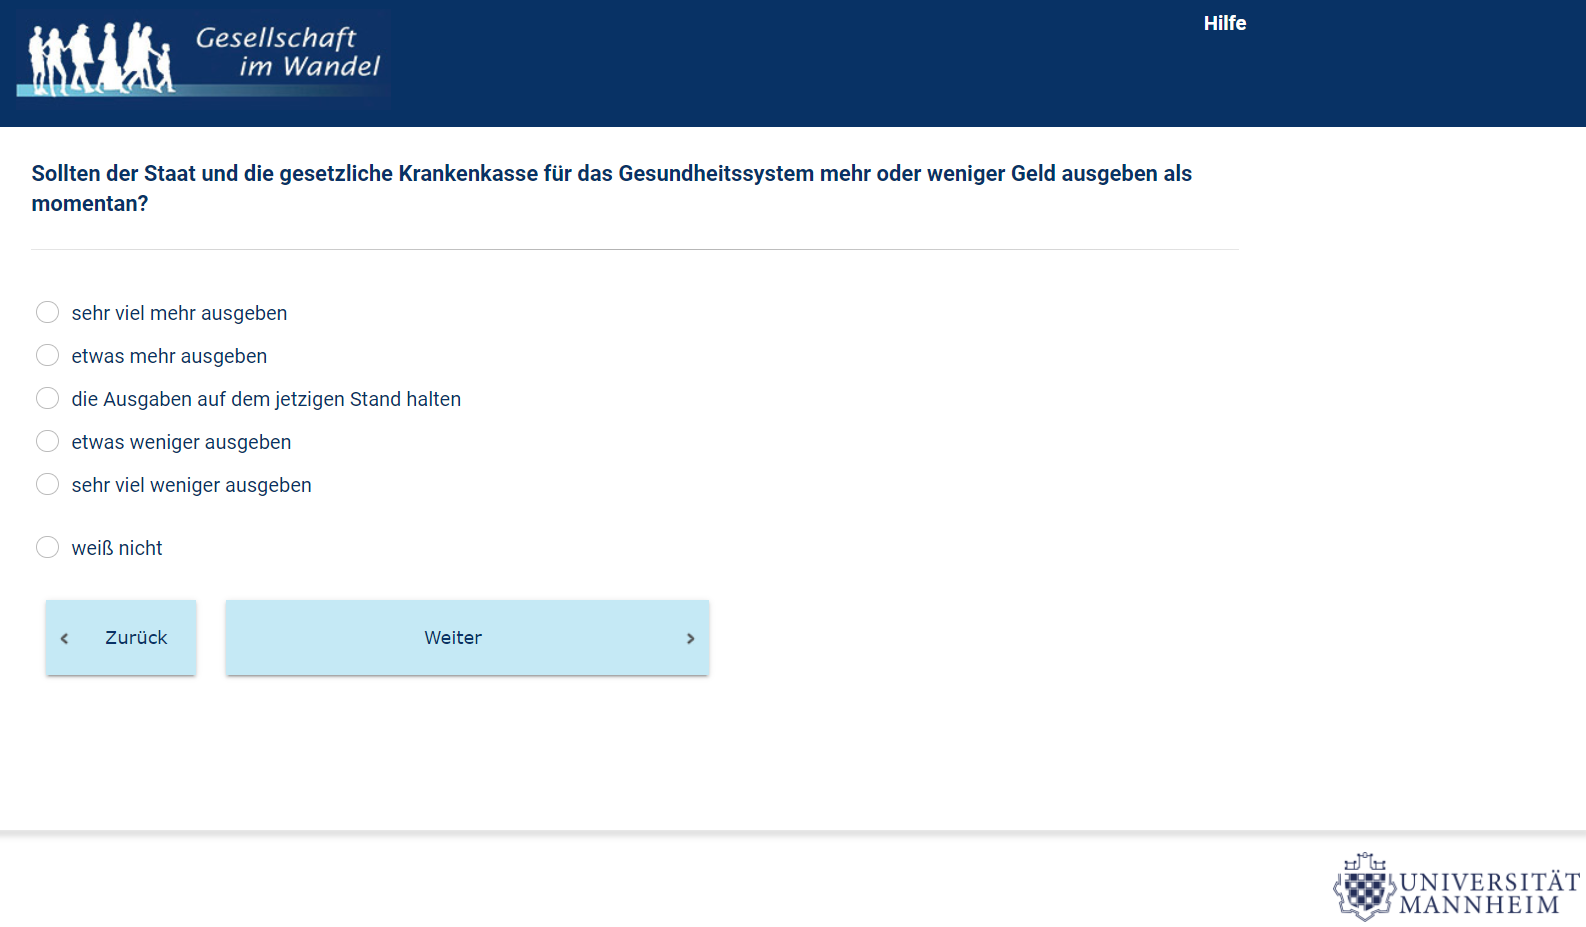 Gesellschaft
im Wandel
Hilfe
Sollten der Staat und die gesetzliche Krankenkasse für das Gesundheitssystem mehr oder weniger Geld ausgeben als
momentan?
sehr viel mehr ausgeben
etwas mehr ausgeben
die Ausgaben auf dem jetzigen Stand halten
etwas weniger ausgeben
sehr viel weniger ausgeben
weiß nicht
Zurück
Weiter
UNIVERSITÄT
MANNHEIM